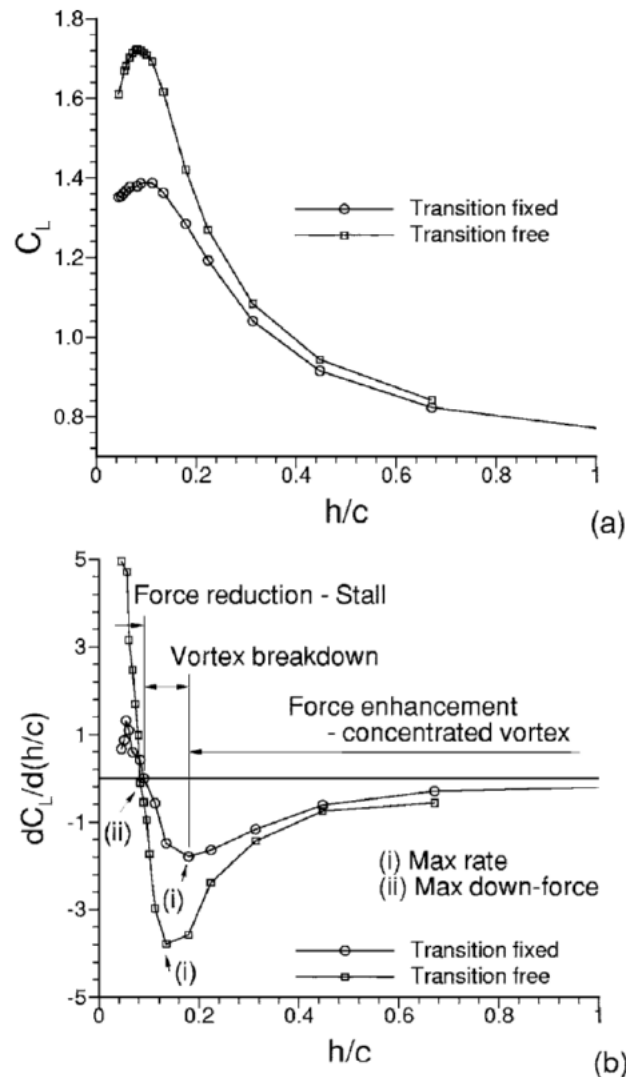 1.8
1.6
1.4
1.2
1.0
0.8
C_L
Transition fixed
Transition free
0 0.2 0.4 0.6 0.8 1
h/c
(a)
5
3
1
-1
-3
-5
dC_L/d(h/c)
Force reduction - Stall
Vortex breakdown
Force enhancement
- concentrated vortex
(ii)
(i)
(i)
(i) Max rate
(ii) Max down-force
Transition fixed
Transition free
0 0.2 0.4 0.6 0.8 1
h/c
(b)